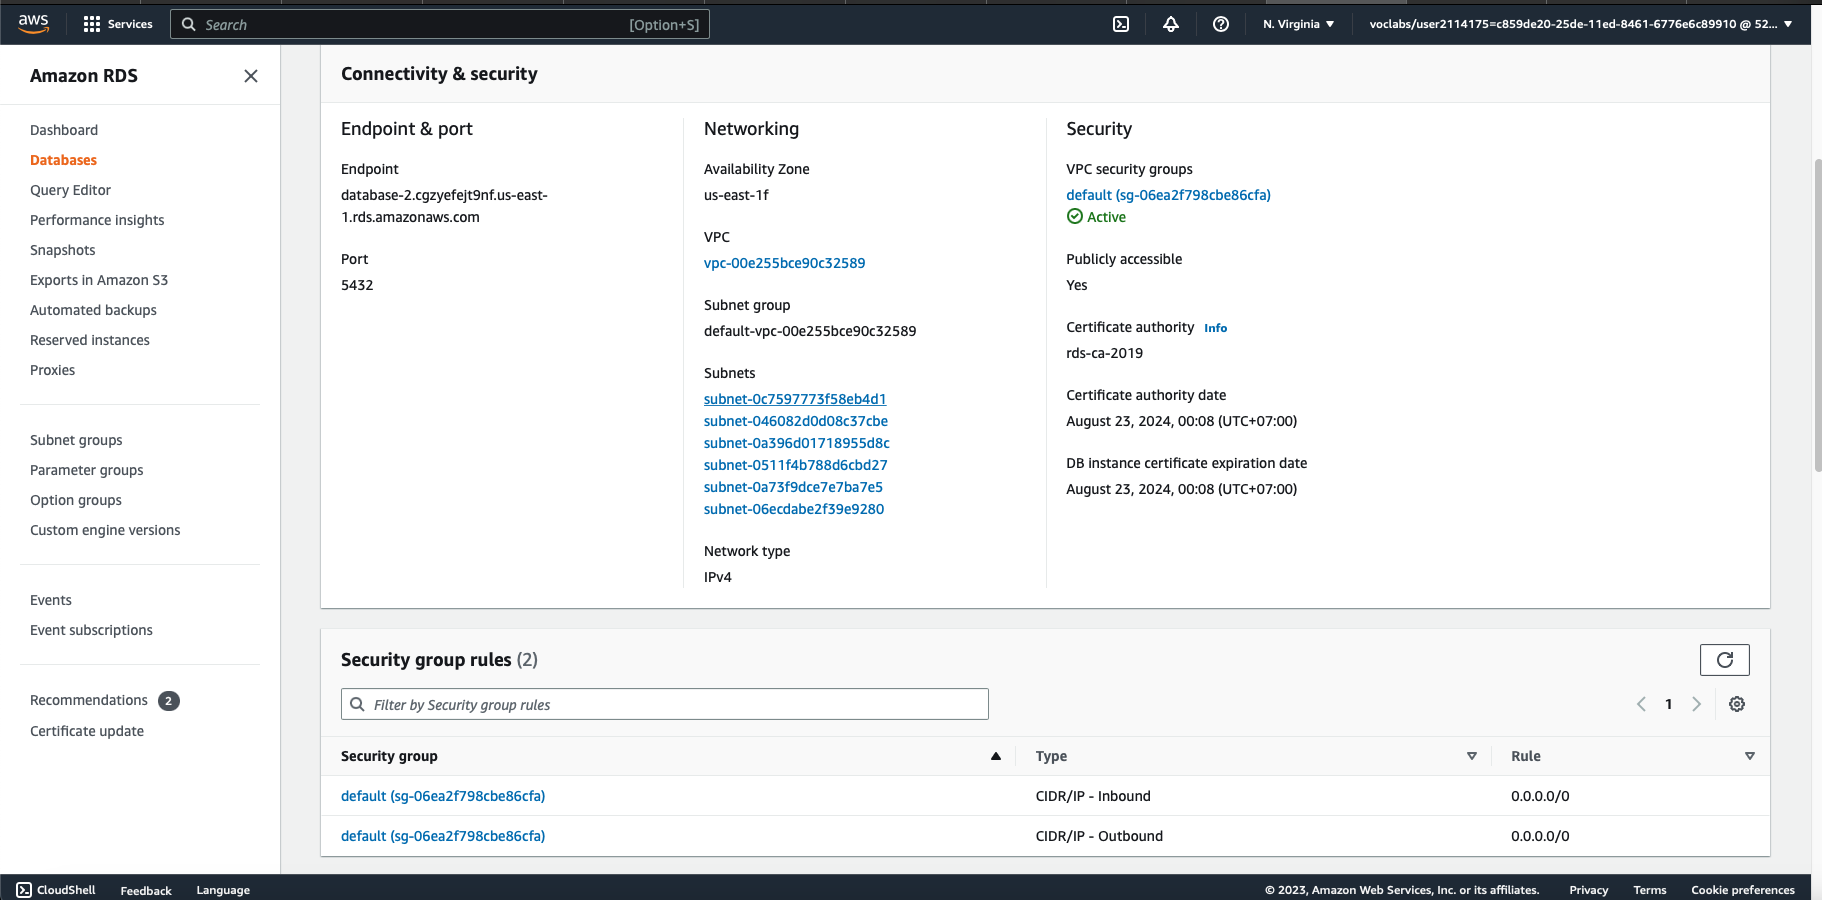 aws
Services
Search
[Option+S]
N. Virginia
voclabs/user2114175=c859de20-25de-11ed-8461-6776e6c89910 @ 52...
Amazon RDS
Dashboard
Databases
Query Editor
Performance insights
Snapshots
Exports in Amazon S3
Automated backups
Reserved instances
Proxies
Subnet groups
Parameter groups
Option groups
Custom engine versions
Events
Event subscriptions
Recommendations 2
Certificate update
Connectivity & security
Endpoint & port
Endpoint
database-2.cgzyefejt9nf.us-east-
1.rds.amazonaws.com
Port
5432
Networking
Availability Zone
us-east-1f
VPC
vpc-00e255bce90c32589
Subnet group
default-vpc-00e255bce90c32589
Subnets
subnet-0c7597773f58eb4d1
subnet-046082d0d08c37cbe
subnet-0a396d01718955d8c
subnet-0511f4b788d6cbd27
subnet-0a73f9dce7e7ba7e5
subnet-06ecdabe2f39e9280
Network type
IPv4
Security
VPC security groups
default (sg-06ea2f798cbe86cfa)
Active
Publicly accessible
Yes
Certificate authority Info
rds-ca-2019
Certificate authority date
August 23, 2024, 00:08 (UTC+07:00)
DB instance certificate expiration date
August 23, 2024, 00:08 (UTC+07:00)
Security group rules (2)
Filter by Security group rules
1
Security group Type Rule
default (sg-06ea2f798cbe86cfa) CIDR/IP - Inbound 0.0.0.0/0
default (sg-06ea2f798cbe86cfa) CIDR/IP - Outbound 0.0.0.0/0
CloudShell Feedback Language © 2023, Amazon Web Services, Inc. or its affiliates. Privacy Terms Cookie preferences